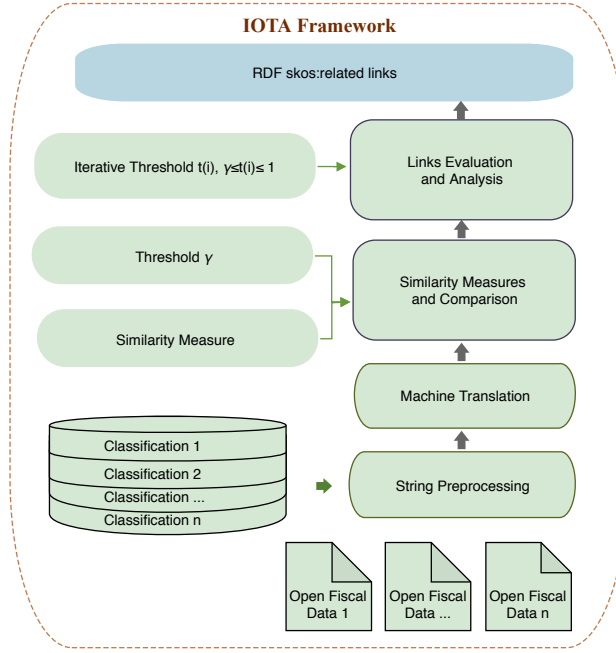 IOTA Framework
RDF skos:related links
Iterative Threshold t(i), γ≤t(i)≤ 1
Links Evaluation
and Analysis
Threshold γ
Similarity Measures
and Comparison
Similarity Measure
Machine Translation
Classification 1
Classification 2
Classification ...
Classification n
String Preprocessing
Open Fiscal
Data 1
Open Fiscal
Data ...
Open Fiscal
Data n